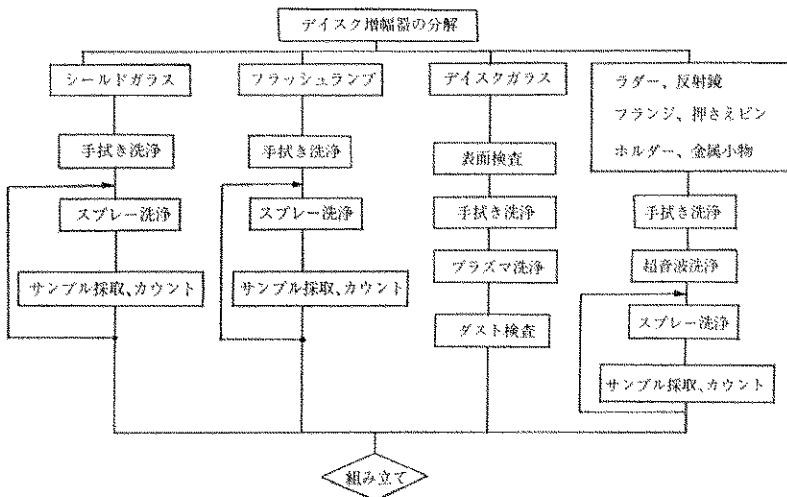 デイスク増幅器の分解
シールドガラス
フラッシュランプ
デイスクガラス
ラダー、反射鏡
フランジ、押さえピン
ホルダー、金属小物
手拭き洗浄
手拭き洗浄
表面検査
スプレー洗浄
スプレー洗浄
手拭き洗浄
手拭き洗浄
サンプル採取、カウント
サンプル採取、カウント
プラズマ洗浄
超音波洗浄
ダスト検査
スプレー洗浄
サンプル採取、カウント
組み立て